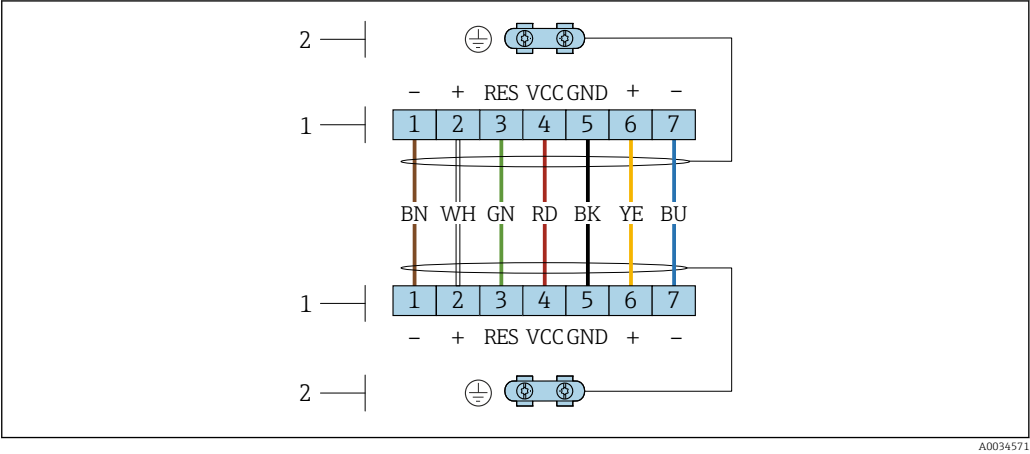 2
– + RES VCC GND + –
1 1 2 3 4 5 6 7
BN WH GN RD BK YE BU
1 1 2 3 4 5 6 7
– + RES VCC GND + –
2
A0034571